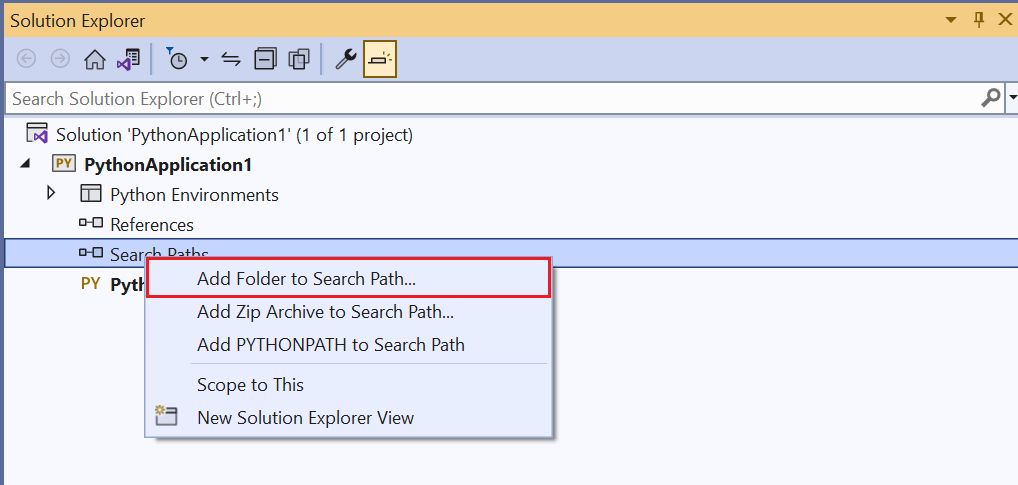 Solution Explorer
Search Solution Explorer (Ctrl+;)
Solution 'PythonApplication1' (1 of 1 project)
PY PythonApplication1
Python Environments
References
Search Paths
PY
Add Folder to Search Path...
Add Zip Archive to Search Path...
Add PYTHONPATH to Search Path
Scope to This
New Solution Explorer View